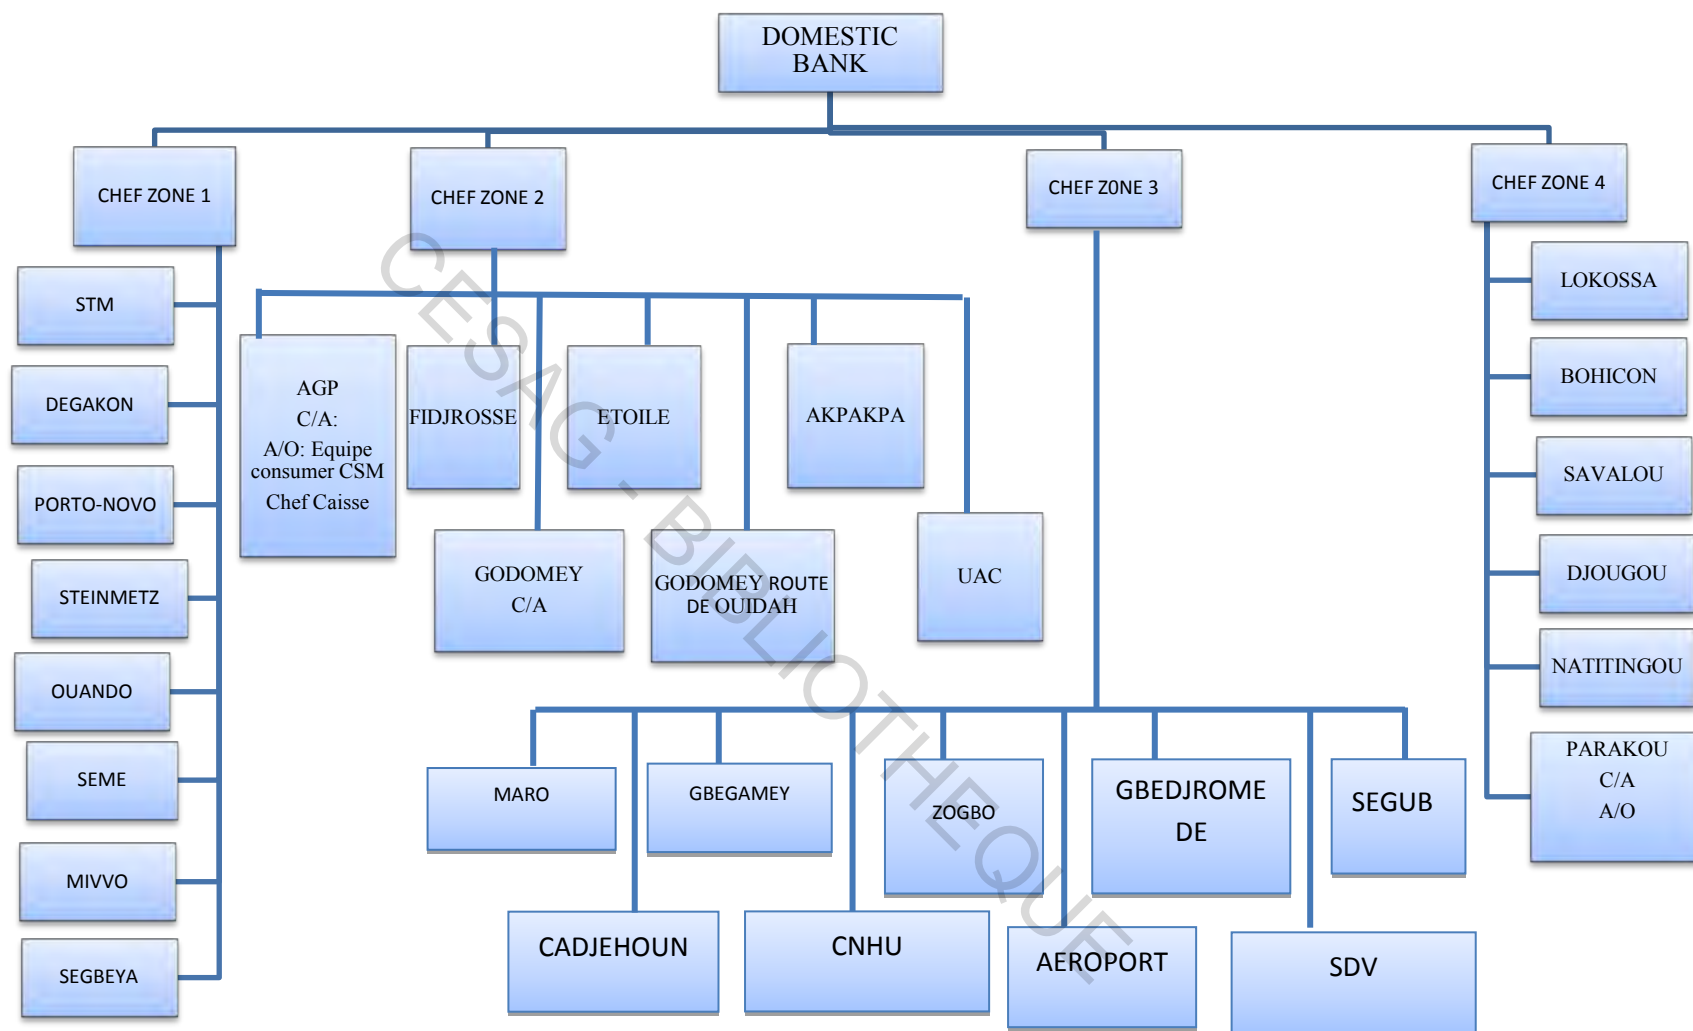 DOMESTIC
BANK
CHEF ZONE 1
CHEF ZONE 2
CHEF Z0NE 3
CHEF ZONE 4
STM
DEGAKON
PORTO-NOVO
STEINMETZ
OUANDO
SEME
MIVVO
SEGBEYA
AGP
C/A:
A/O: Equipe
consumer CSM
Chef Caisse
FIDJROSSE
ETOILE
AKPAKPA
GODOMEY
C/A
GODOMEY ROUTE
DE OUIDAH
UAC
MARO
GBEGAMEY
ZOGBO
GBEDJROME
DE
SEGUB
CADJEHOUN
CNHU
AEROPORT
SDV
LOKOSSA
BOHICON
SAVALOU
DJOUGOU
NATITINGOU
PARAKOU
C/A
A/O
CESAG - BIBLIOTHEQUE